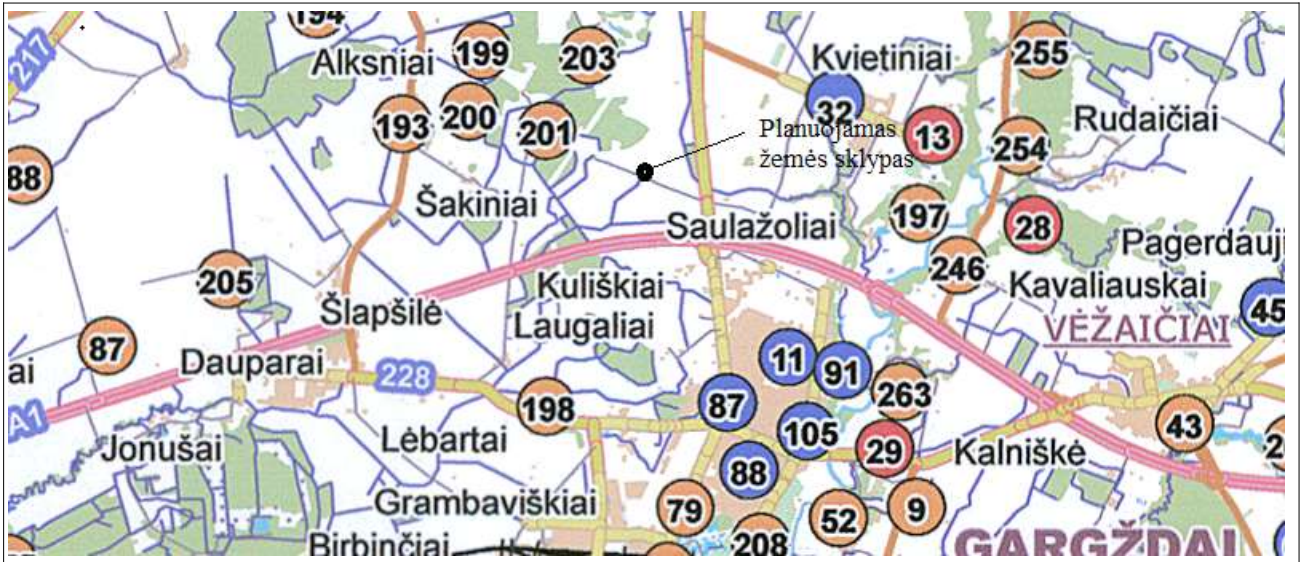 194
217
Alksniai
199
203
Kvietiniai
255
193
200
201
32
13
Rudaičiai
Planuojamas
žemės sklypas
254
88
Šakiniai
197
28
Saulažoliai
Pagerdauji
205
246
Kuliškiai
Kavaliauskai
45
Šlapšilė
Laugaliai
VĖŽAIČIAI
87
11
91
ai
Dauparai
228
263
198
87
A1
105
43
Jonušai
Lėbartai
29
Kalniškė
88
Grambaviškiai
79
52
9
Birbinčiai
208
GARGŽDAI